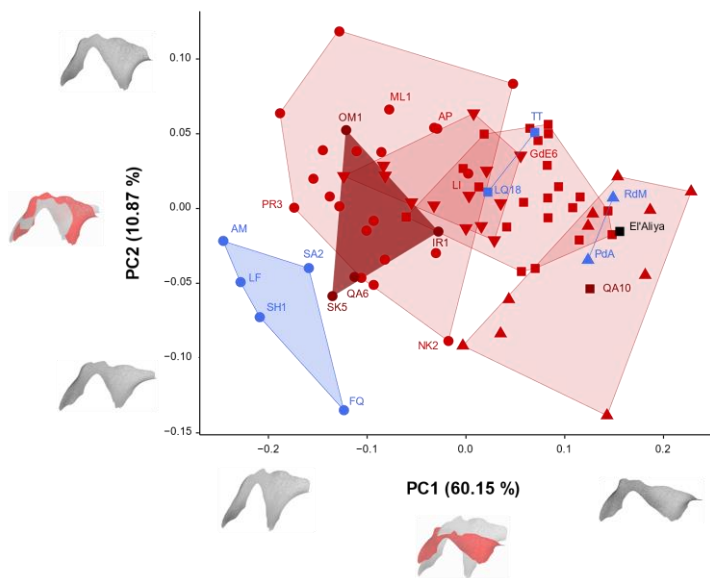 0.10
0.05
0.00
−0.05
−0.10
−0.15
PC2 (10.87 %)
ML1
OM1
AP
TT
GdE6
LI
LQ18
RdM
PR3
El'Aliya
AM
IR1
SA2
PdA
LF
QA6
SK5
QA10
SH1
NK2
FQ
−0.2
−0.1
0.0
0.1
0.2
PC1 (60.15 %)